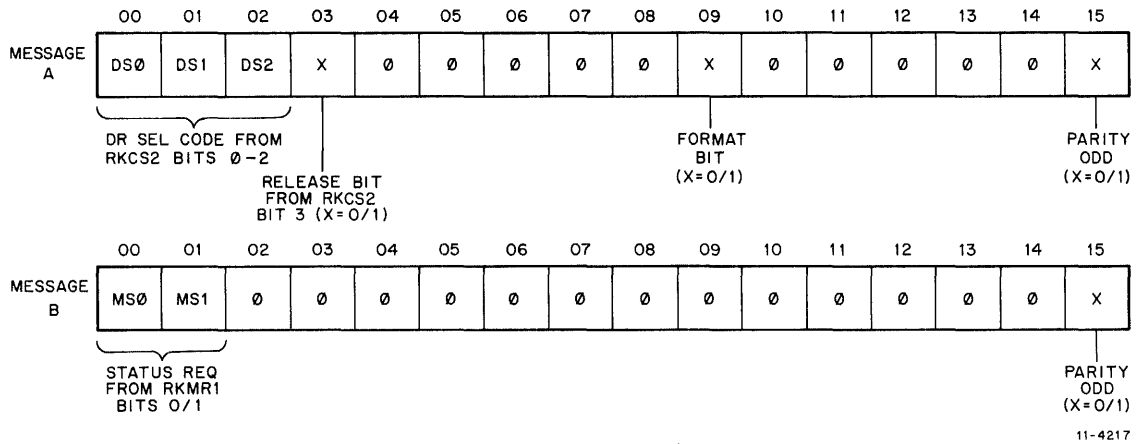 00 01 02 03 04 05 06 07 08 09 10 11 12 13 14 15
MESSAGE
A
DSØ DS1 DS2 X Ø Ø Ø Ø Ø X Ø Ø Ø Ø Ø X
DR SEL CODE FROM
RKCS2 BITS Ø-2
RELEASE BIT
FROM RKCS2
BIT 3 (X=0/1)
FORMAT
BIT
(X=0/1)
PARITY
ODD
(X=0/1)
00 01 02 03 04 05 06 07 08 09 10 11 12 13 14 15
MESSAGE
B
MSØ MS1 Ø Ø Ø Ø Ø Ø Ø Ø Ø Ø Ø Ø Ø X
STATUS REQ
FROM RKMR1
BITS 0/1
PARITY
ODD
(X=0/1)
11-4217